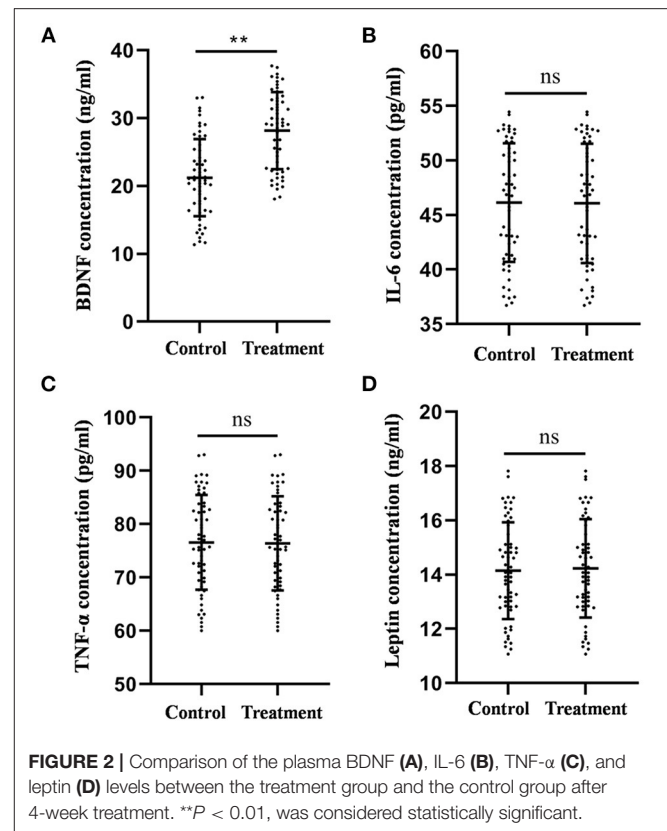 A
**
BDNF concentration (ng/ml)
40
30
20
10
0
Control Treatment
B
ns
IL-6 concentration (pg/ml)
60
55
50
45
40
35
Control Treatment
C
ns
TNF-α concentration (pg/ml)
100
90
80
70
60
50
Control Treatment
D
ns
Leptin concentration (ng/ml)
20
18
16
14
12
10
Control Treatment
FIGURE 2 | Comparison of the plasma BDNF (A), IL-6 (B), TNF-α (C), and
leptin (D) levels between the treatment group and the control group after
4-week treatment. **P < 0.01, was considered statistically significant.